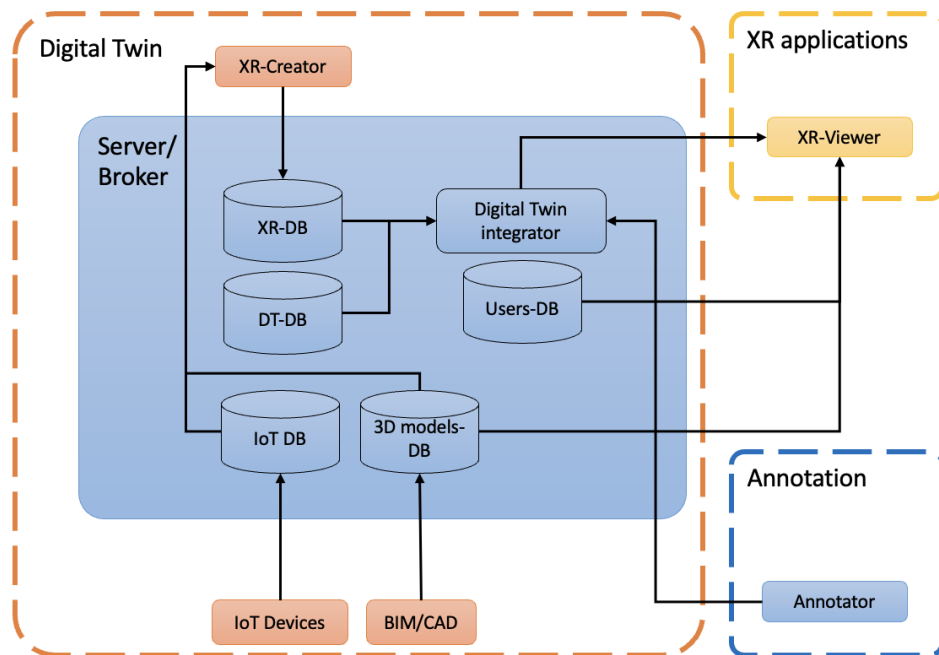 Digital Twin
XR applications
XR-Creator
XR-Viewer
Server/
Broker
XR-DB
Digital Twin
integrator
DT-DB
Users-DB
IoT DB
3D models-
DB
Annotation
Annotator
IoT Devices
BIM/CAD